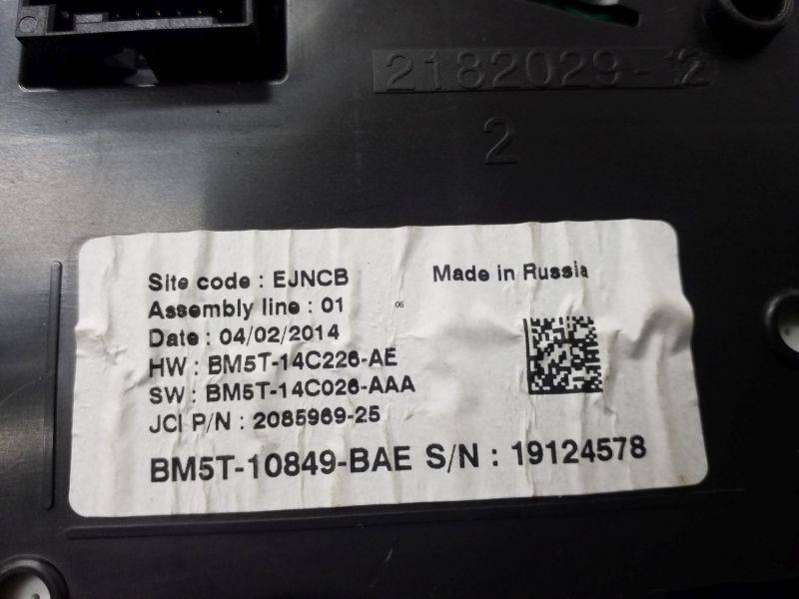 2182029-12
2
Site code : EJNCB
Made in Russia
Assembly line : 01
06
Date : 04/02/2014
HW : BM5T-14C226-AE
SW : BM5T-14C026-AAA
JCI P/N : 2085969-25
BM5T-10849-BAE S/N : 19124578